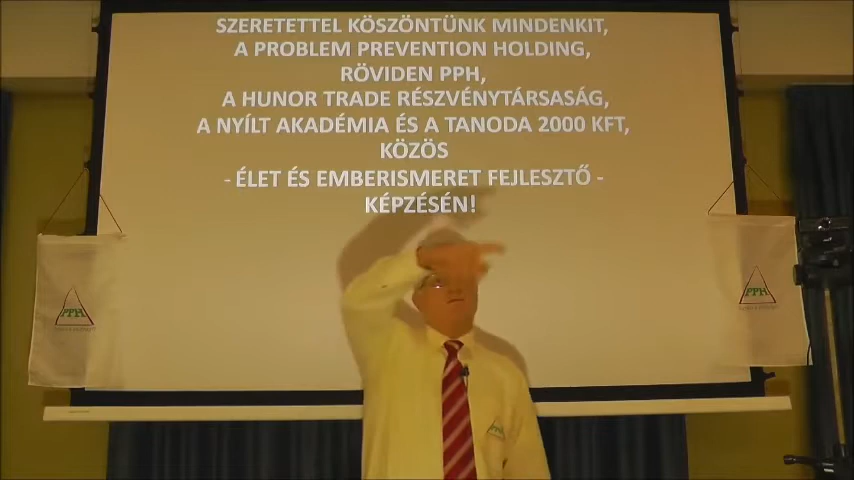 SZERETETTEL KÖSZÖNTÜNK MINDENKIT,
A PROBLEM PREVENTION HOLDING,
RÖVIDEN PPH,
A HUNOR TRADE RÉSZVÉNYTÁRSASÁG,
A NYÍLT AKADÉMIA ÉS A TANODA 2000 KFT,
KÖZÖS
- ÉLET ÉS EMBERISMERET FEJLESZTŐ -
KÉPZÉSÉN!
PPH
PPH